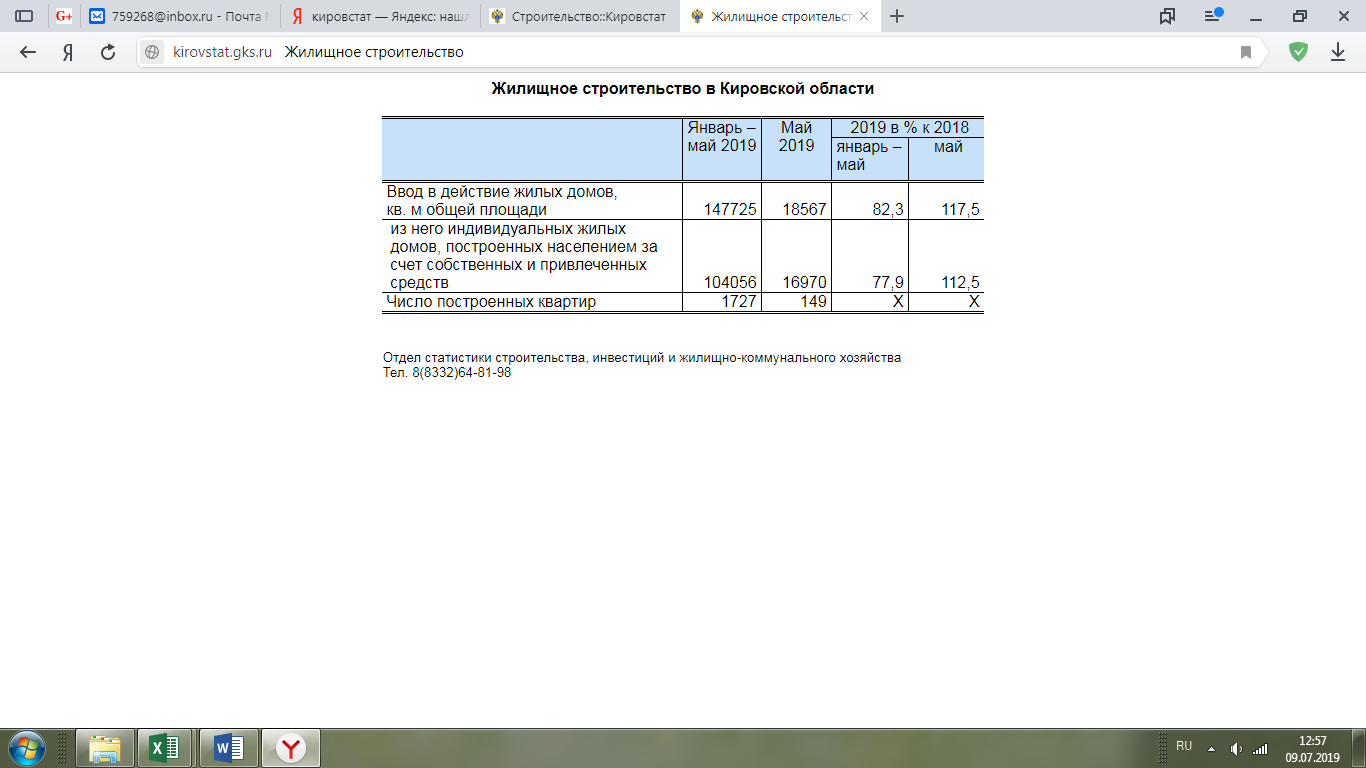 759268@inbox.ru - Почта
кировстат — Яндекс: наш
Строительство::Кировстат
Жилищное строительст
G+
Я
kirovstat.gks.ru Жилищное строительство
Жилищное строительство в Кировской области
Январь –
май 2019
Май
2019
2019 в % к 2018
январь –
май
май
Ввод в действие жилых домов,
кв. м общей площади 147725 18567 82,3 117,5
из него индивидуальных жилых
домов, построенных населением за
счет собственных и привлеченных
средств 104056 16970 77,9 112,5
Число построенных квартир 1727 149 X X
Отдел статистики строительства, инвестиций и жилищно-коммунального хозяйства
Тел. 8(8332)64-81-98
RU
12:57
09.07.2019